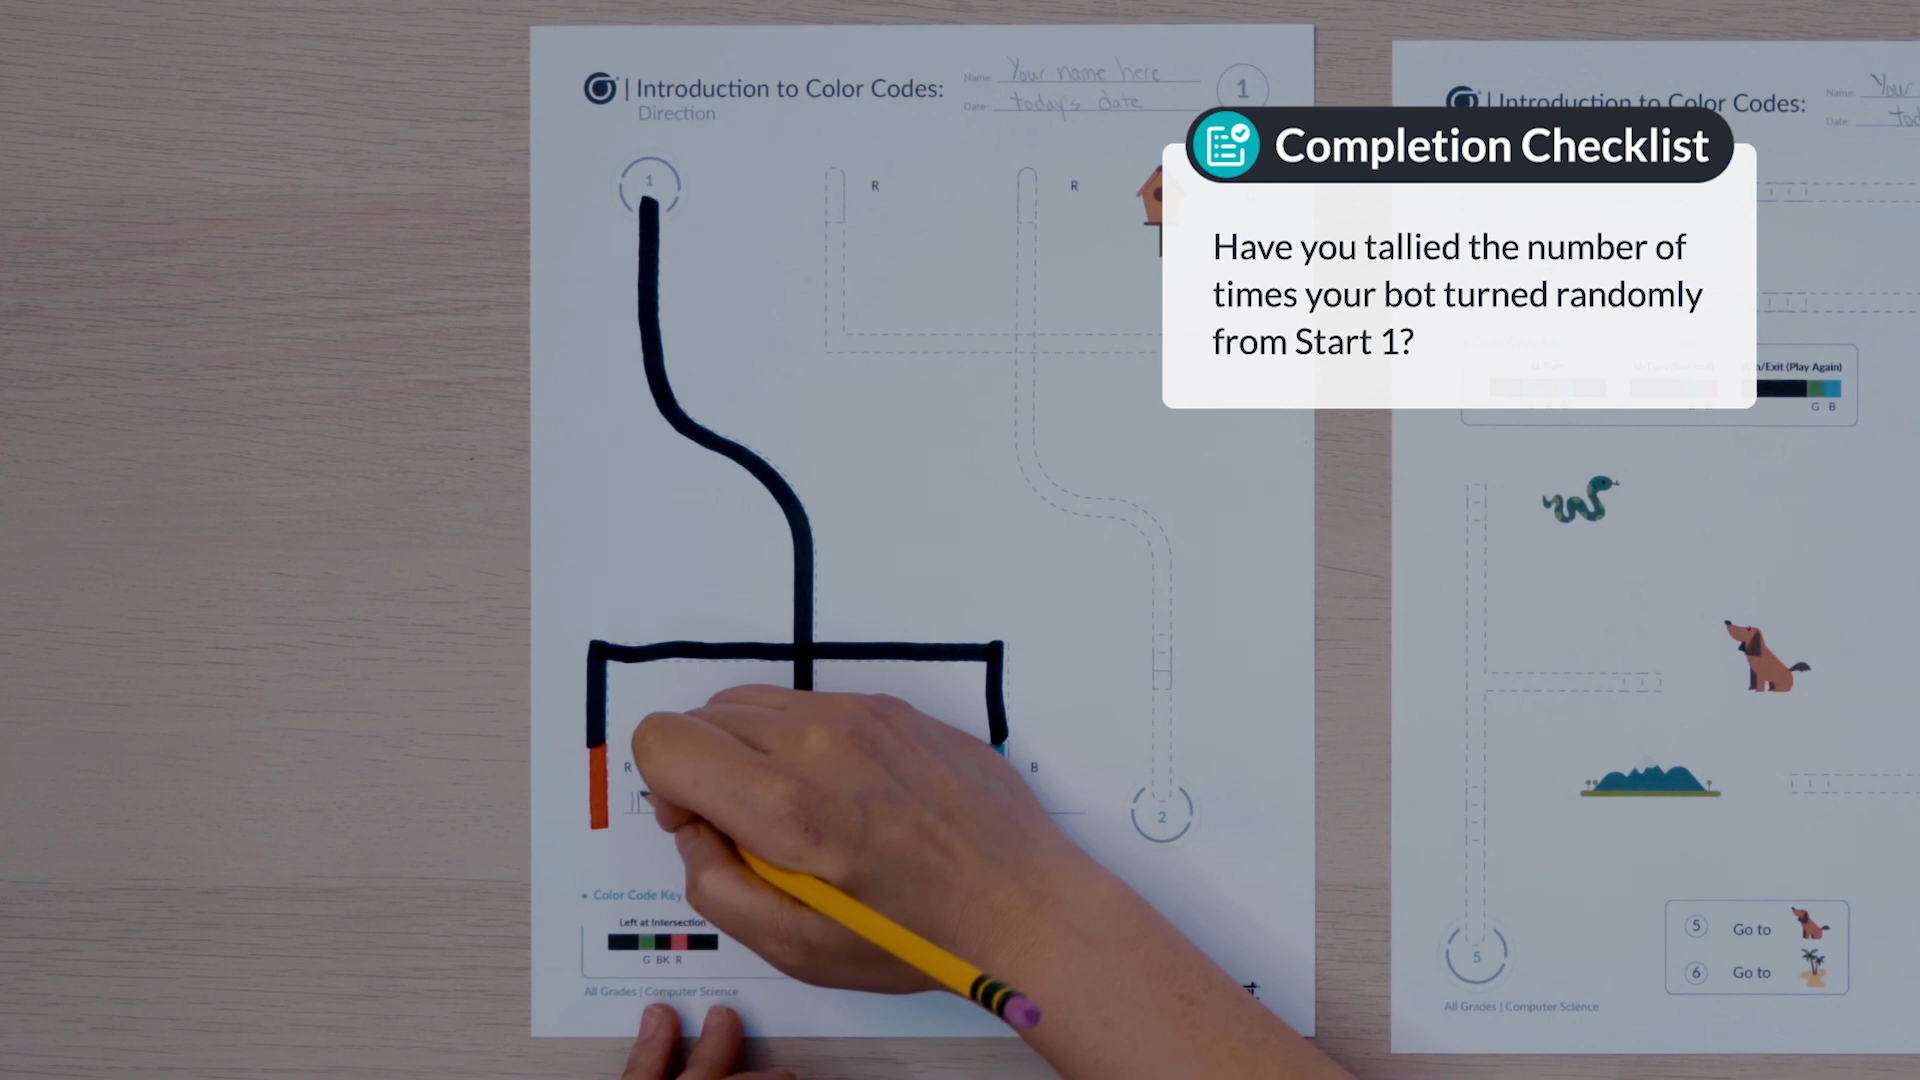 Introduction to Color Codes:
Direction
Name: Your name here
Date: today's date
1
1
R
R
R
B
2
Color Code Key
Left at Intersection
G BK R
All Grades | Computer Science
Completion Checklist
Have you tallied the number of
times your bot turned randomly
from Start 1?
Introduction to Color Codes:
Name: Your
Date:
/Exit (Play Again)
G B
5
5 Go to
6 Go to
All Grades | Computer Science